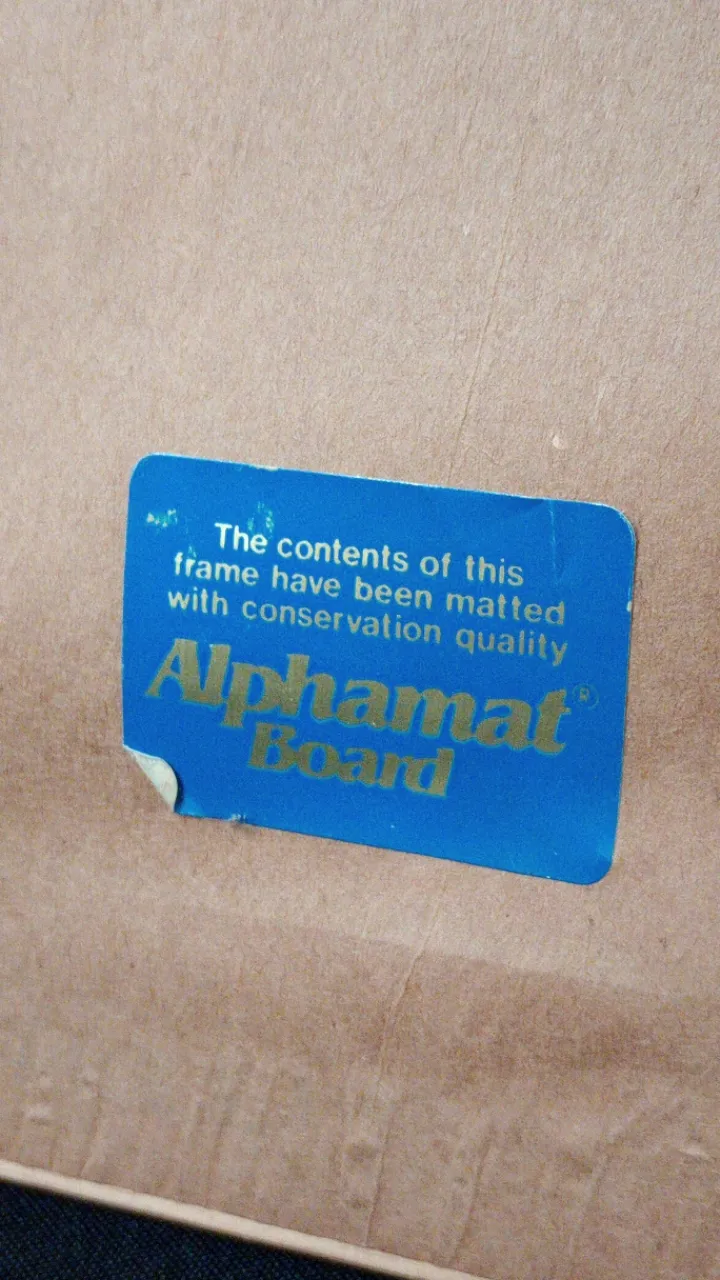 The contents of this
frame have been matted
with conservation quality
Alphamat®
Board